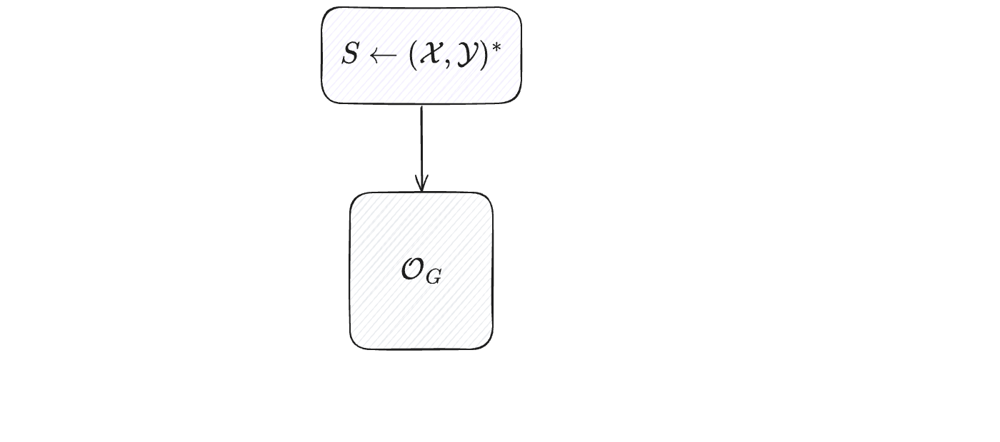 S ← (𝒳, 𝒴)*
𝒪_G